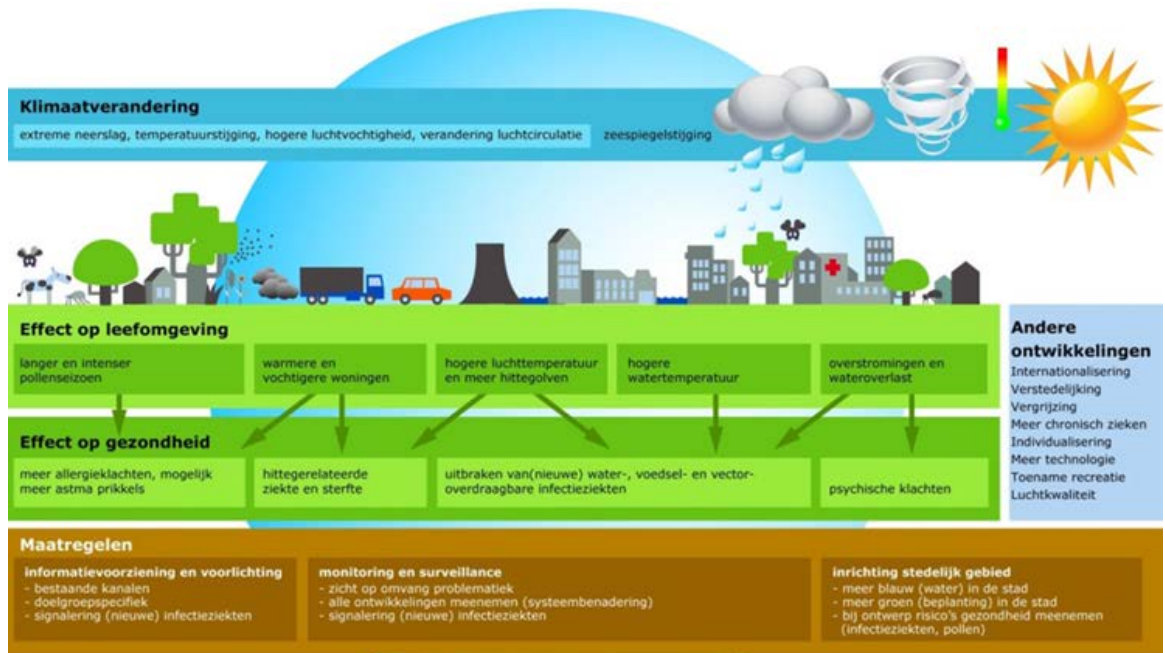 Klimaatverandering
extreme neerslag, temperatuurstijging, hogere luchtvochtigheid, verandering luchtcirculatie
zeespiegelstijging
Effect op leefomgeving
langer en intenser
pollenseizoen
warmere en
vochtigere woningen
hogere luchttemperatuur
en meer hittegolven
hogere
watertemperatuur
overstromingen en
wateroverlast
Effect op gezondheid
meer allergieklachten, mogelijk
meer astma prikkels
hittegerelateerde
ziekte en sterfte
uitbraken van(nieuwe) water-, voedsel- en vector-
overdraagbare infectieziekten
psychische klachten
Andere
ontwikkelingen
Internationalisering
Verstedelijking
Vergrijzing
Meer chronisch zieken
Individualisering
Meer technologie
Toename recreatie
Luchtkwaliteit
Maatregelen
informatievorziening en voorlichting
- bestaande kanalen
- doelgroepspecifiek
- signalering (nieuwe) infectieziekten
monitoring en surveillance
- zicht op omvang problematiek
- alle ontwikkelingen meenemen (systeembenadering)
- signalering (nieuwe) infectieziekten
inrichting stedelijk gebied
- meer blauw (water) in de stad
- meer groen (beplanting) in de stad
- bij ontwerp risico's gezondheid meenemen
(infectieziekten, pollen)